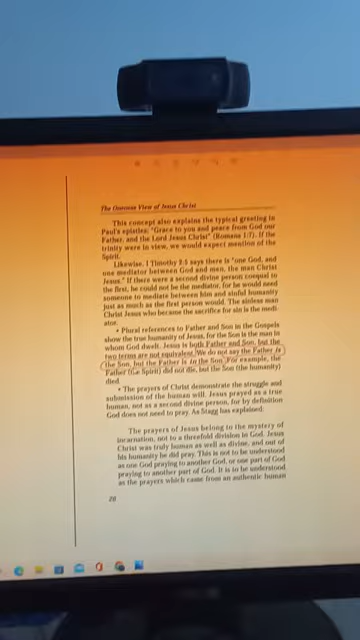 The Oneness View of Jesus Christ
This concept also explains the typical greeting in
Paul's epistles: "Grace to you and peace from God our
Father, and the Lord Jesus Christ" (Romans 1:7). If the
trinity were in view, we would expect mention of the
Spirit.
Likewise, I Timothy 2:5 says there is "one God, and
one mediator between God and men, the man Christ
Jesus." If there were a second divine person coequal to
the first, he could not be the mediator, for he would need
someone to mediate between him and sinful humanity
just as much as the first person would. The sinless man
Christ Jesus who became the sacrifice for sin is the medi-
ator.
• Plural references to Father and Son in the Gospels
show the true humanity of Jesus, for the Son is the man in
whom God dwelt. Jesus is both Father and Son, but the
two terms are not equivalent. We do not say the Father is
the Son, but the Father is in the Son. For example, the
Father (the Spirit) did not die, but the Son (the humanity)
died.
• The prayers of Christ demonstrate the struggle and
submission of the human will. Jesus prayed as a true
human, not as a second divine person, for by definition
God does not need to pray. As Stagg has explained:
The prayers of Jesus belong to the mystery of
incarnation, not to a threefold division in God. Jesus
Christ was truly human as well as divine, and out of
his humanity he did pray. This is not to be understood
as one God praying to another God, or one part of God
praying to another part of God. It is to be understood
as the prayers which came from an authentic human
28